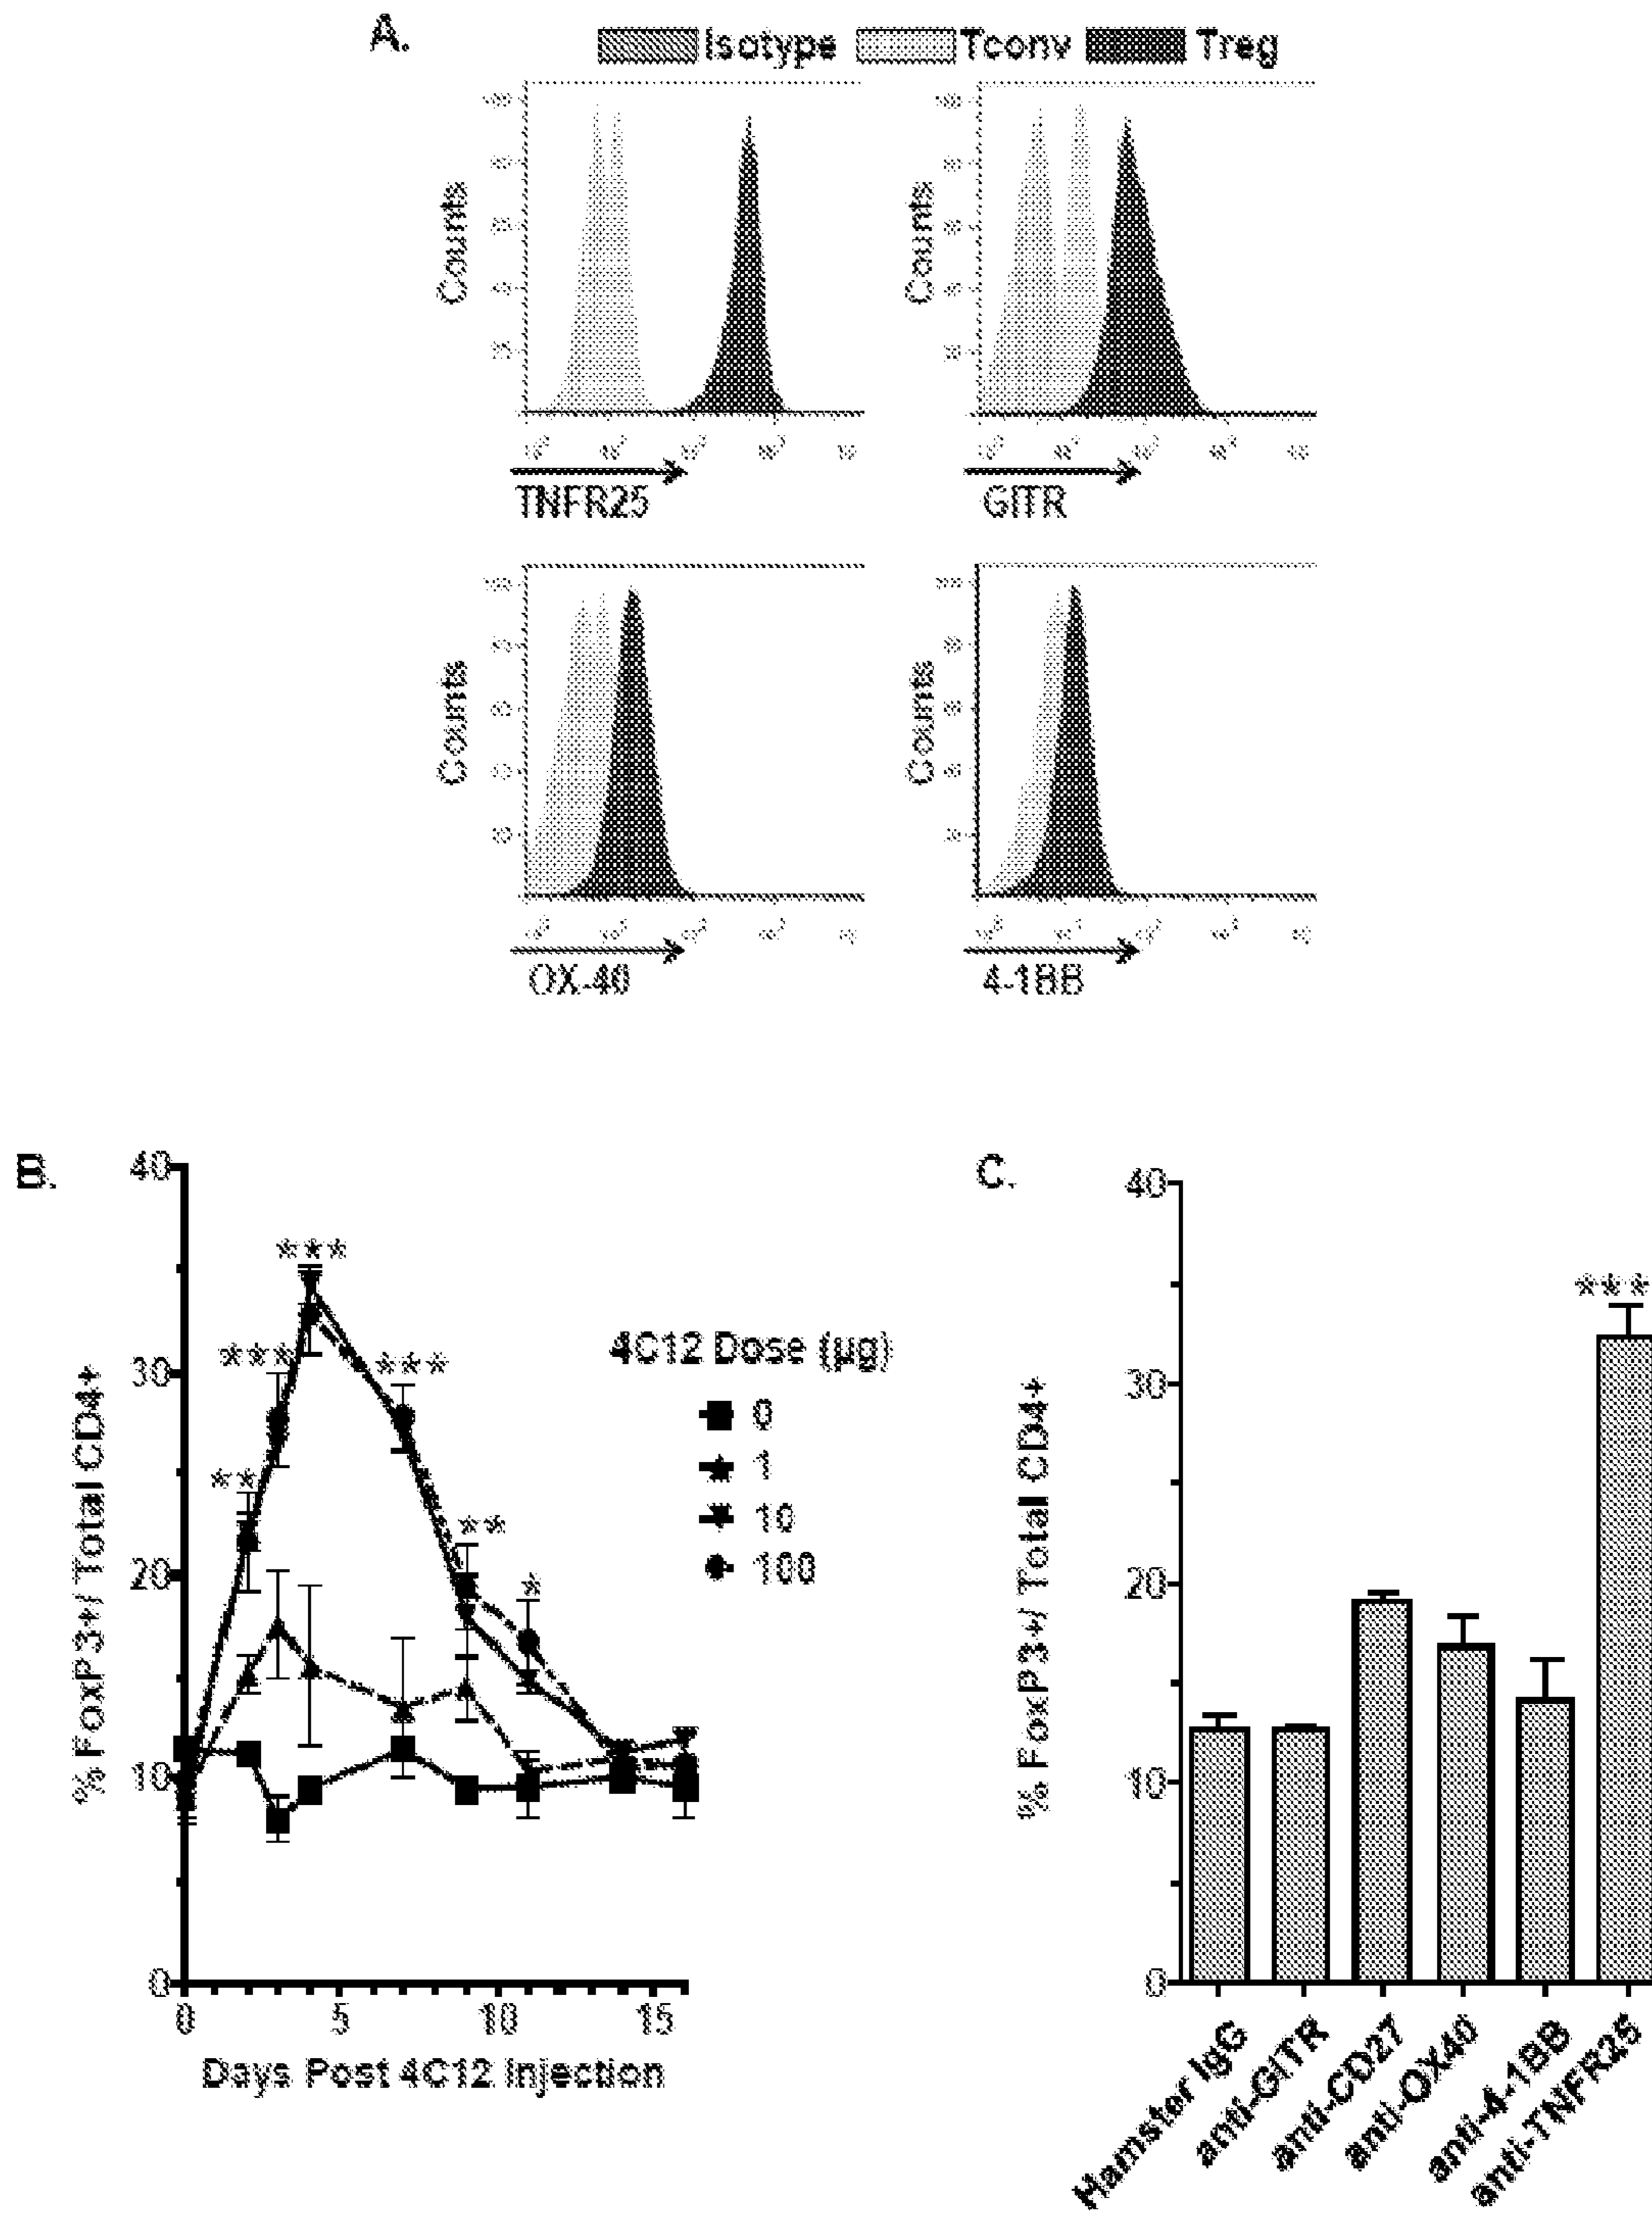 A.
Isotype Tconv Treg
Counts
TNFR25
Counts
GITR
Counts
OX-40
Counts
4-1BB
B.
% FoxP3+/ Total CD4+
40
30
20
10
0
***
***
***
**
**
*
4C12 Dose (µg)
0
1
10
100
0 5 10 15
Days Post 4C12 Injection
C.
% FoxP3+/ Total CD4+
40
30
20
10
0
***
Hamster IgG
anti-GITR
anti-CD27
anti-OX40
anti-4-1BB
anti-TNFR25